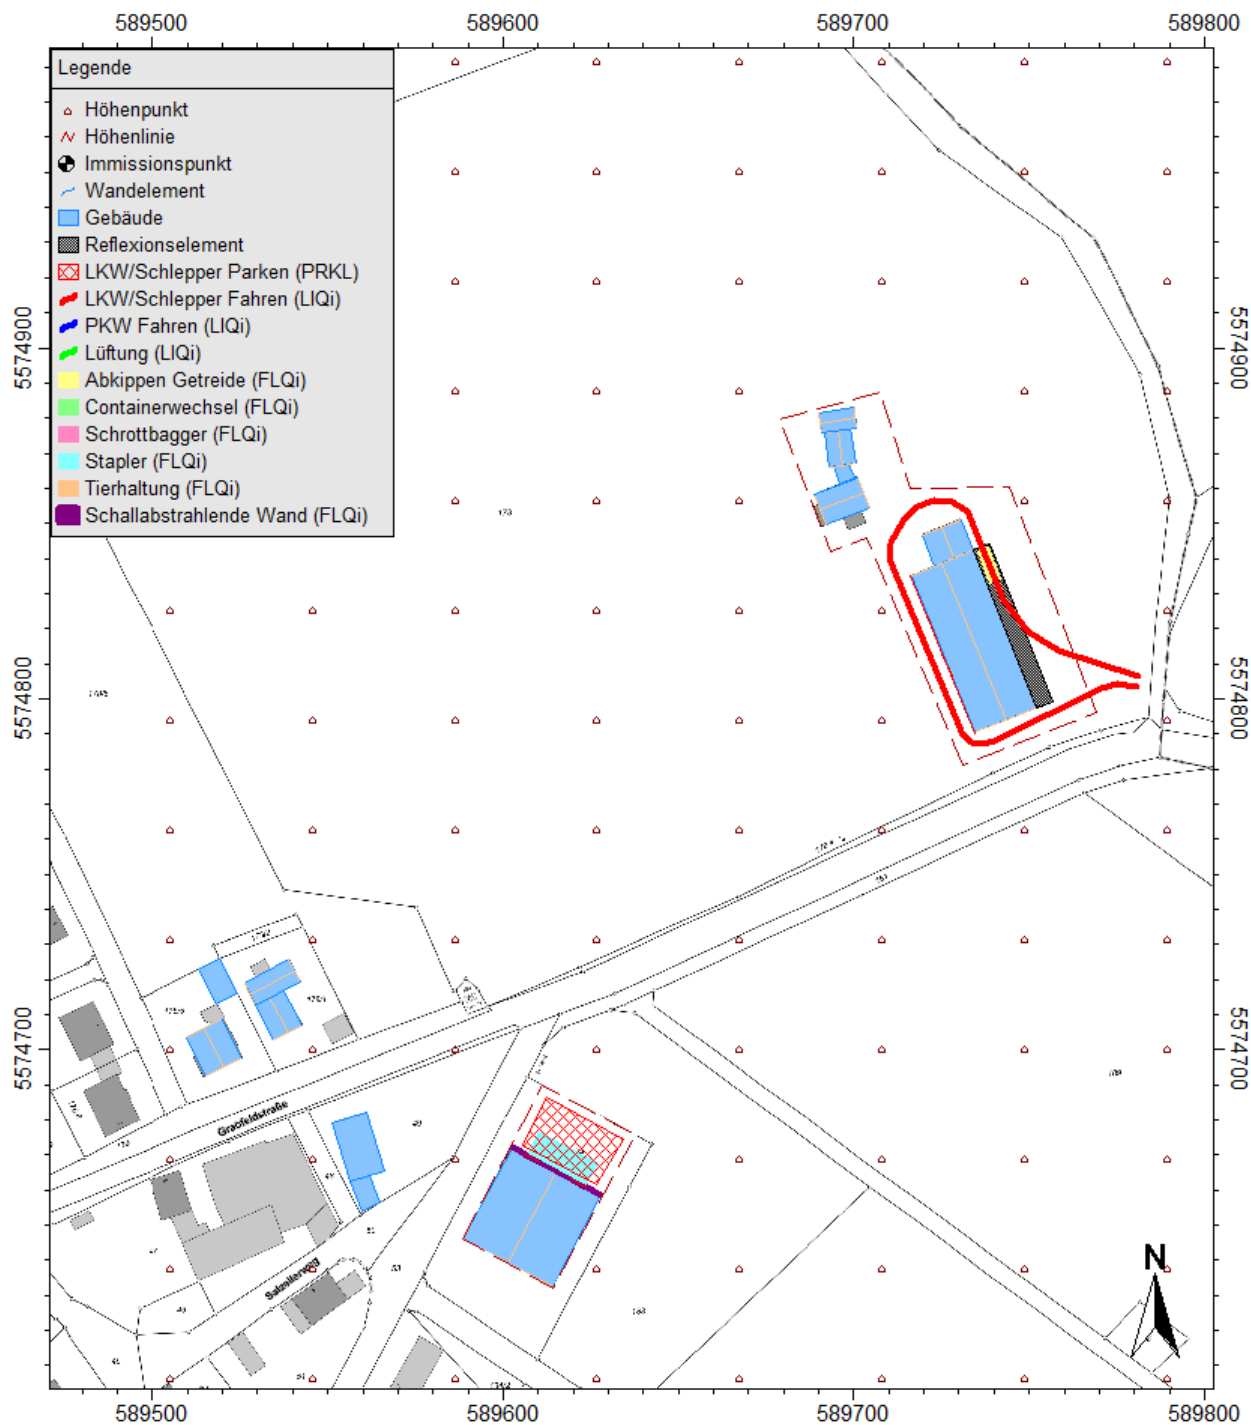 589500 589600 589700 589800
Legende
Höhenpunkt
Höhenlinie
Immissionspunkt
Wandelement
Gebäude
Reflexionselement
LKW/Schlepper Parken (PRKL)
LKW/Schlepper Fahren (LIQi)
PKW Fahren (LIQi)
Lüftung (LIQi)
Abkippen Getreide (FLQi)
Containerwechsel (FLQi)
Schrottbagger (FLQi)
Stapler (FLQi)
Tierhaltung (FLQi)
Schallabstrahlende Wand (FLQi)
5574900 5574900
5574800 5574800
5574700 5574700
Grabfeldstraße
Salzellerweg
N
589500 589600 589700 589800